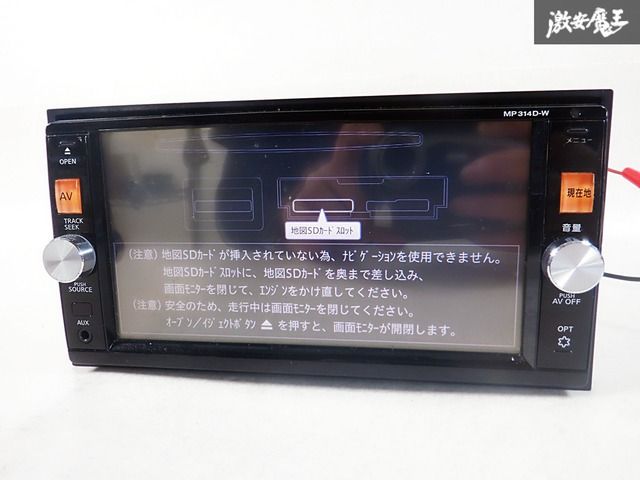 激安魔王
MP314D-W
OPEN
メニュー
AV
現在地
TRACK
SEEK
音量
地図SDｶｰﾄﾞ ｽﾛｯﾄ
(注意) 地図SDｶｰﾄﾞが挿入されていない為、ﾅﾋﾞｹﾞｰｼｮﾝを使用できません。
地図SDｶｰﾄﾞｽﾛｯﾄに、地図SDｶｰﾄﾞを奥まで差し込み、
画面ﾓﾆﾀｰを閉じて、ｴﾝｼﾞﾝをかけ直してください。
(注意) 安全のため、走行中は画面ﾓﾆﾀｰを閉じてください。
ｵｰﾌﾟﾝ／ｲｼﾞｪｸﾄﾎﾞﾀﾝ ⏏ を押すと、画面ﾓﾆﾀｰが開閉します。
PUSH
SOURCE
PUSH
AV OFF
AUX
OPT